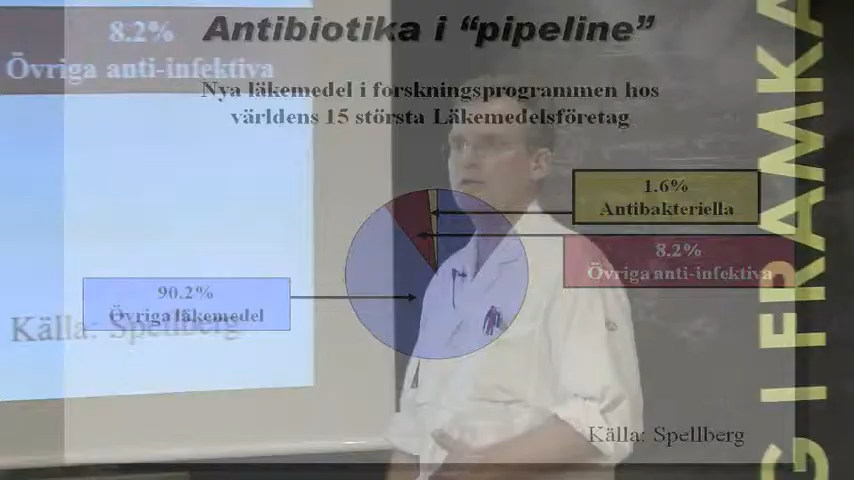 8.2%
Övriga anti-infektiva
Antibiotika i “pipeline”
Nya läkemedel i forskningsprogrammen hos
världens 15 största Läkemedelsföretag
1.6%
Antibakteriella
8.2%
Övriga anti-infektiva
90.2%
Övriga läkemedel
Källa: Spellberg
Källa: Spellberg
G I FRAMKA